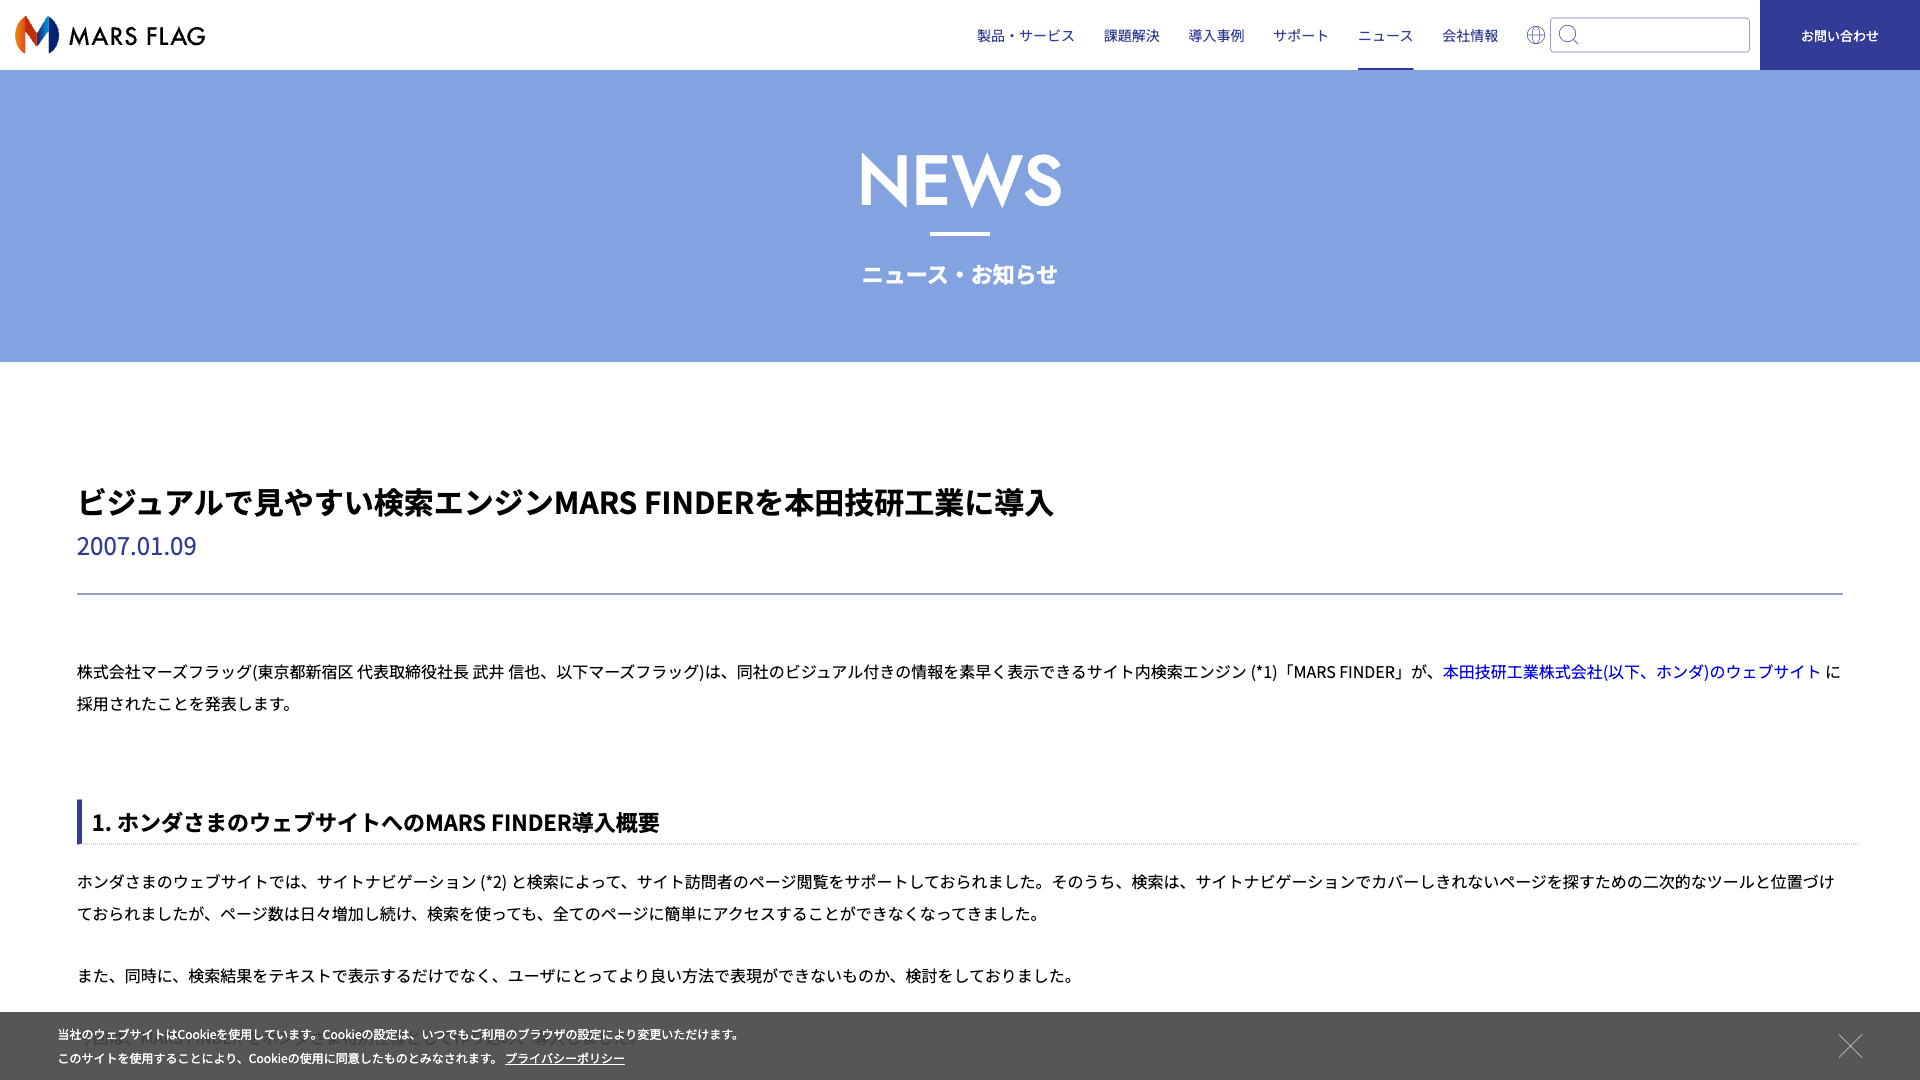 MARS FLAG
製品・サービス 課題解決 導入事例 サポート ニュース 会社情報 お問い合わせ
NEWS
ニュース・お知らせ
ビジュアルで見やすい検索エンジンMARS FINDERを本田技研工業に導入
2007.01.09
株式会社マーズフラッグ(東京都新宿区 代表取締役社長 武井 信也、以下マーズフラッグ)は、同社のビジュアル付きの情報を素早く表示できるサイト内検索エンジン (*1)「MARS FINDER」が、本田技研工業株式会社(以下、ホンダ)のウェブサイト に
採用されたことを発表します。
1. ホンダさまのウェブサイトへのMARS FINDER導入概要
ホンダさまのウェブサイトでは、サイトナビゲーション (*2) と検索によって、サイト訪問者のページ閲覧をサポートしておられました。そのうち、検索は、サイトナビゲーションでカバーしきれないページを探すための二次的なツールと位置づけ
ておられましたが、ページ数は日々増加し続け、検索を使っても、全てのページに簡単にアクセスすることができなくなってきました。
また、同時に、検索結果をテキストで表示するだけでなく、ユーザにとってより良い方法で表現ができないものか、検討をしておりました。
当社のウェブサイトはCookieを使用しています。Cookieの設定は、いつでもご利用のブラウザの設定により変更いただけます。
このサイトを使用することにより、Cookieの使用に同意したものとみなされます。 プライバシーポリシー